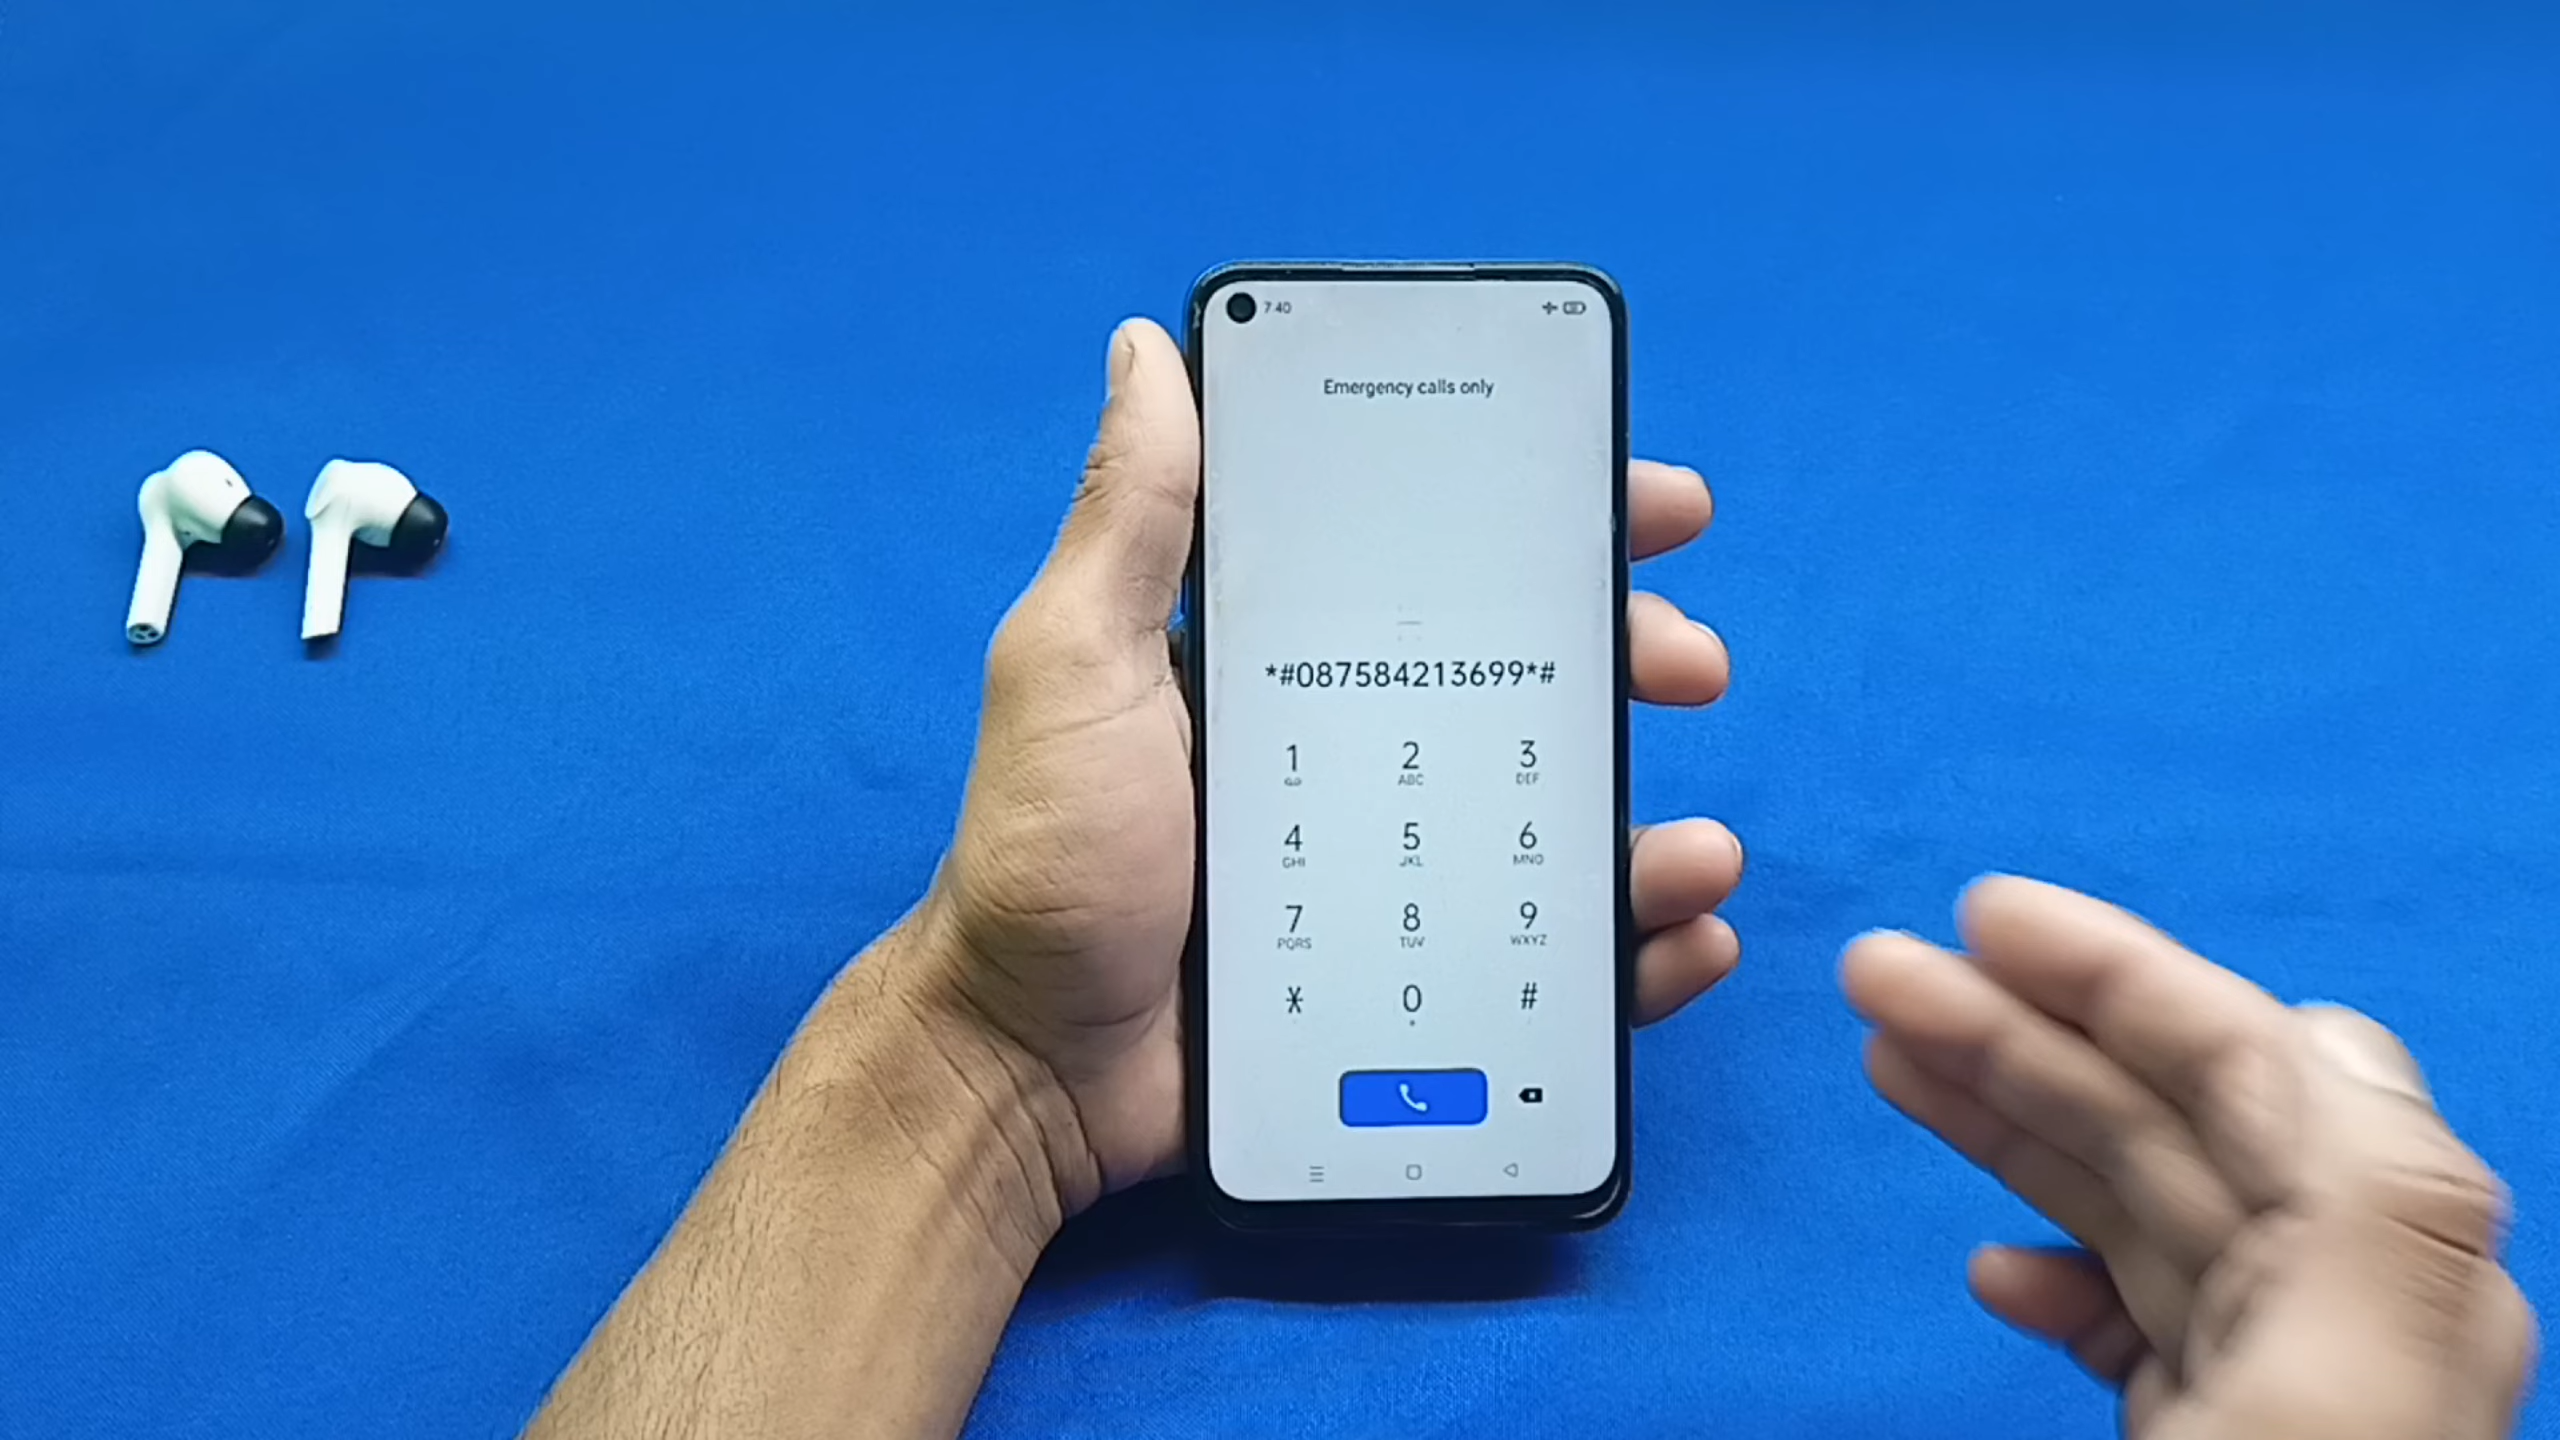 7:40
Emergency calls only
*#087584213699*#
1 2 3
ABC DEF
4 5 6
GHI JKL MNO
7 8 9
PQRS TUV WXYZ
* 0 #
+